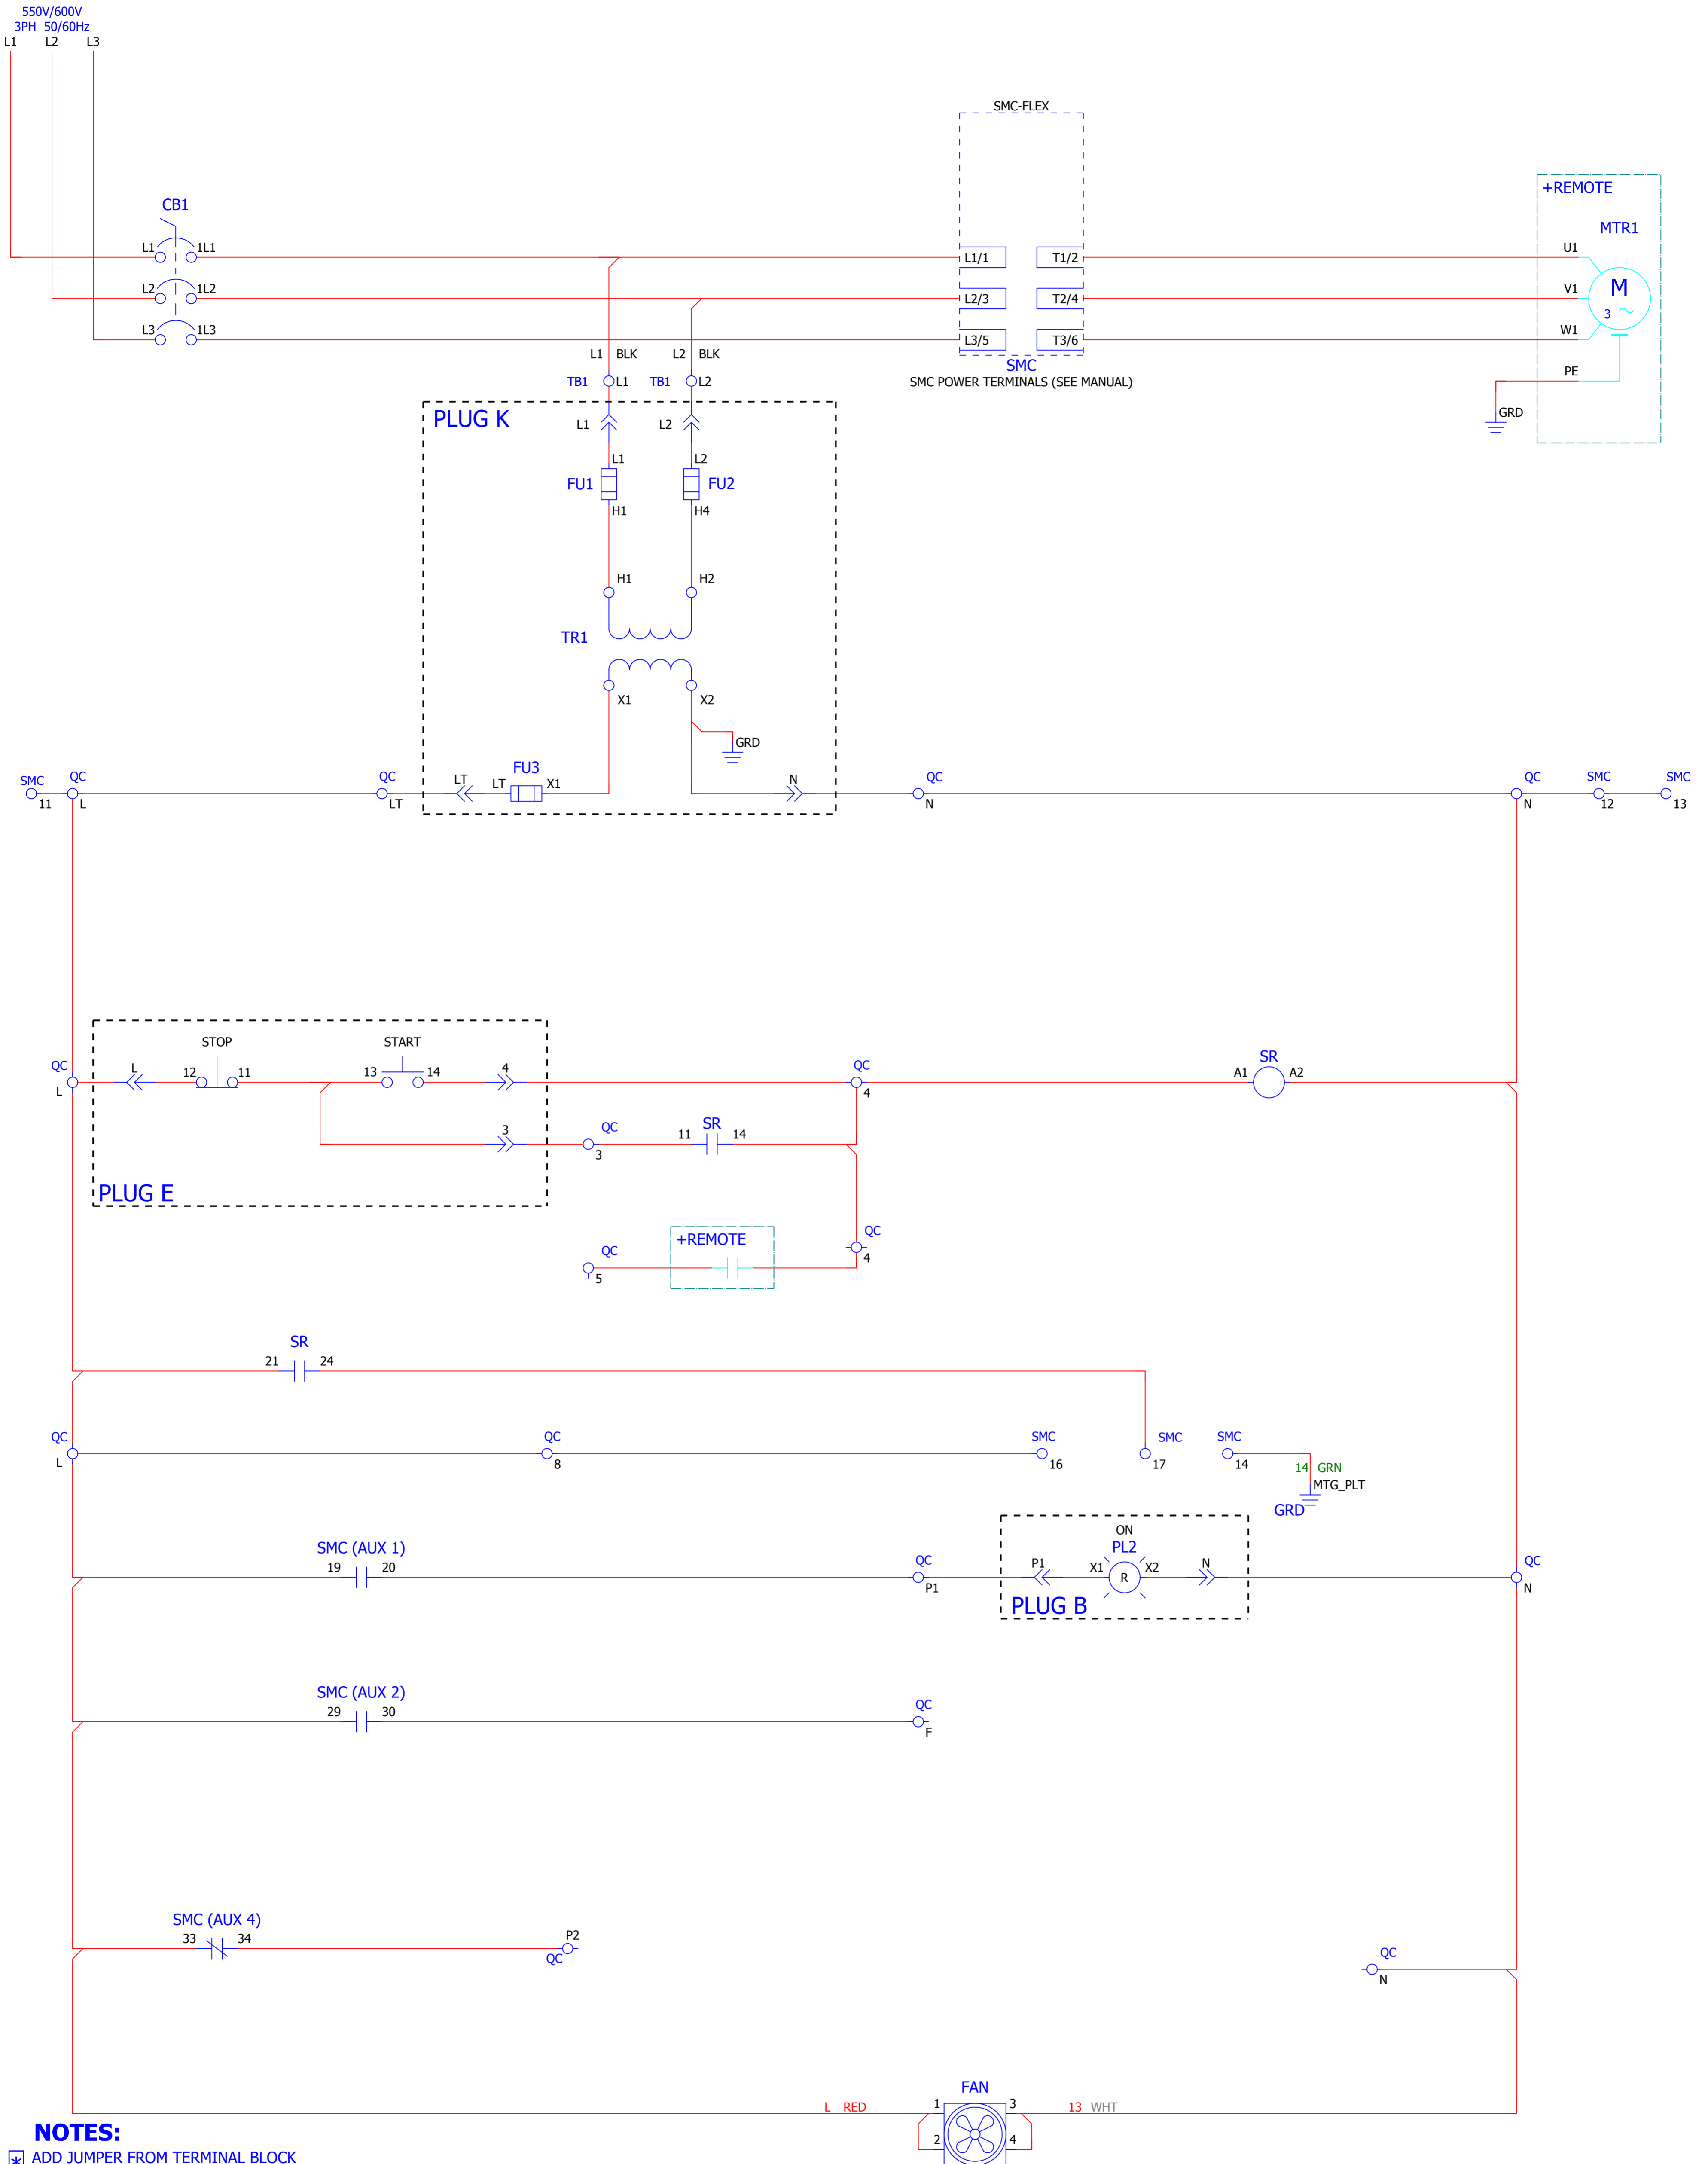 550V/600V
3PH 50/60Hz
L1 L2 L3
SMC-FLEX
+REMOTE
CB1
MTR1
L1 1L1 L1/1 T1/2 U1
L2 1L2 L2/3 T2/4 V1 M
3
L3 1L3 L3/5 T3/6 W1
L1 BLK L2 BLK
SMC
PE
TB1 L1 TB1 L2
SMC POWER TERMINALS (SEE MANUAL)
PLUG K
GRD
L1 L2
L1 L2
FU1 FU2
H1 H4
H1 H2
TR1
X1 X2
GRD
FU3
SMC QC QC LT LT X1 N QC QC SMC SMC
11 L LT N N 12 13
STOP START
QC L 4 QC SR
12 11 13 14 A1 A2
L 4
3 QC SR
11 14
3
PLUG E
+REMOTE
QC QC
5 4
SR
21 24
QC QC SMC SMC SMC
L 8 16 17 14
14 GRN
MTG_PLT
GRD
ON
SMC (AUX 1) PL2
19 20 QC P1 X1 R X2 N QC
P1 N
PLUG B
SMC (AUX 2)
29 30 QC
F
SMC (AUX 4)
33 34 P2
QC
QC
N
FAN
L RED 1 3 13 WHT
2 4
NOTES:
* ADD JUMPER FROM TERMINAL BLOCK